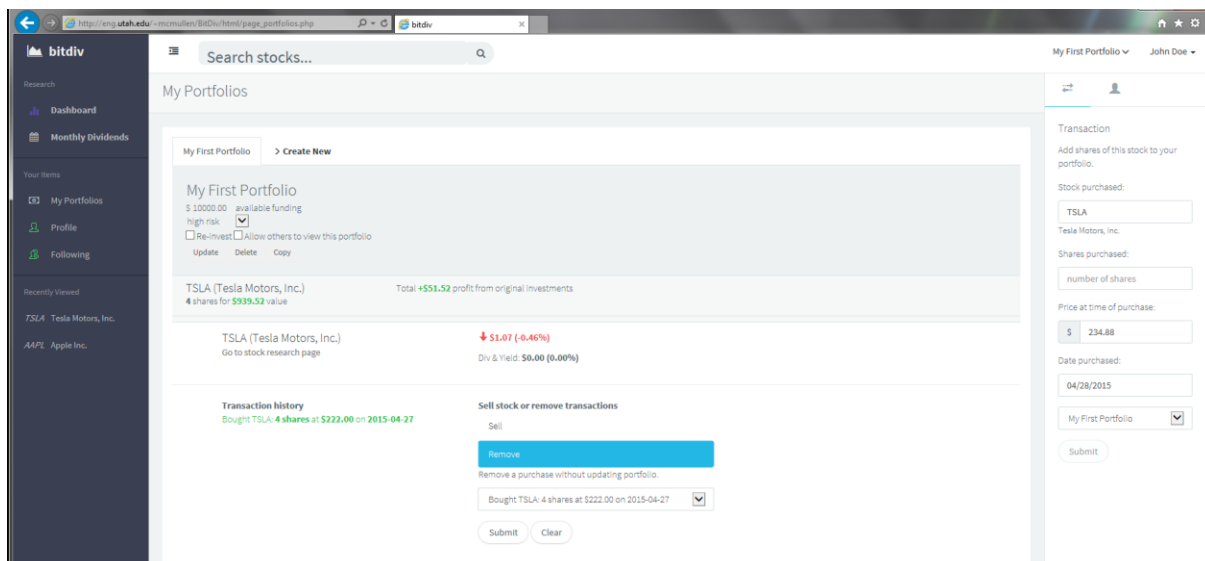 http://eng.utah.edu/~mcmullen/BitDiv/html/page_portfolios.php
bitdiv
bitdiv
Search stocks...
My First Portfolio
John Doe
Research
Dashboard
Monthly Dividends
Your Items
My Portfolios
Profile
Following
Recently Viewed
TSLA Tesla Motors, Inc.
AAPL Apple Inc.
My Portfolios
My First Portfolio
> Create New
My First Portfolio
$ 10000.00 available funding
high risk
Re-invest Allow others to view this portfolio
Update Delete Copy
TSLA (Tesla Motors, Inc.)
4 shares for $939.52 value
Total +$51.52 profit from original investments
TSLA (Tesla Motors, Inc.)
Go to stock research page
$1.07 (-0.46%)
Div & Yield: $0.00 (0.00%)
Transaction history
Bought TSLA: 4 shares at $222.00 on 2015-04-27
Sell stock or remove transactions
Sell
Remove
Remove a purchase without updating portfolio.
Bought TSLA: 4 shares at $222.00 on 2015-04-27
Submit
Clear
Transaction
Add shares of this stock to your
portfolio.
Stock purchased:
TSLA
Tesla Motors, Inc.
Shares purchased:
number of shares
Price at time of purchase:
$ 234.88
Date purchased:
04/28/2015
My First Portfolio
Submit